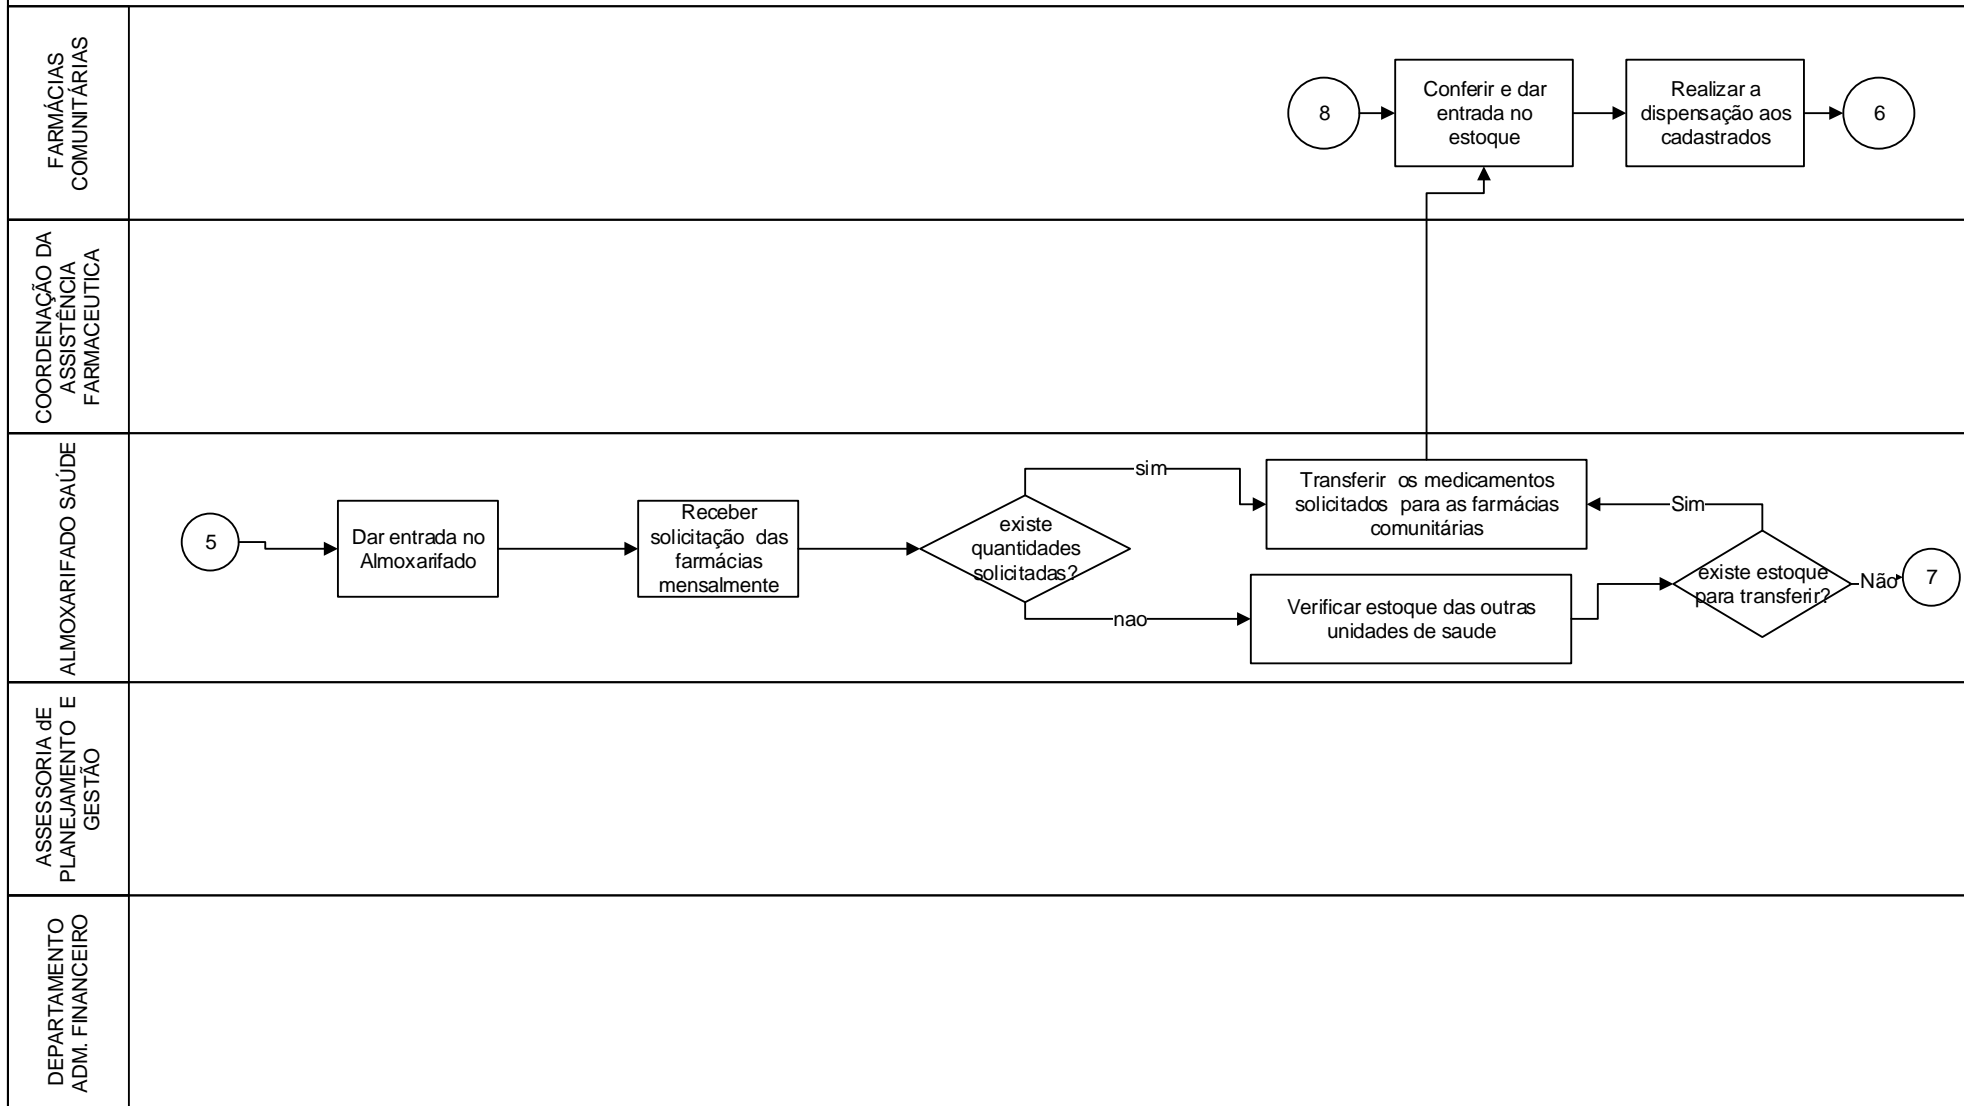 FARMÁCIAS
COMUNITÁRIAS
8
Conferir e dar
entrada no
estoque
Realizar a
dispensação aos
cadastrados
6
COORDENAÇÃO DA
ASSISTÊNCIA
FARMACEUTICA
ALMOXARIFADO SAÚDE
5
Dar entrada no
Almoxarifado
Receber
solicitação das
farmácias
mensalmente
existe
quantidades
solicitadas?
sim
Transferir os medicamentos
solicitados para as farmácias
comunitárias
nao
Verificar estoque das outras
unidades de saude
Sim
existe estoque
para transferir?
Não
7
ASSESSORIA dE
PLANEJAMENTO E
GESTÃO
DEPARTAMENTO
ADM. FINANCEIRO